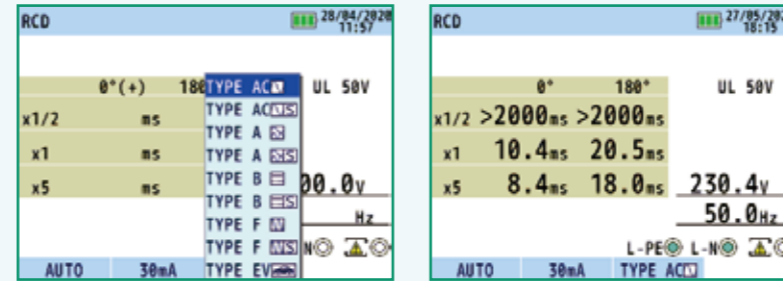 RCD 28/04/2020
11:57
0°(+) 180 TYPE AC UL 50V
x1/2 ms TYPE AC S
TYPE A
x1 ms TYPE A S
TYPE B
x5 ms TYPE B S 00.0V
TYPE F Hz
TYPE F S N
AUTO 30mA TYPE EV
RCD 27/05/202
18:15
0° 180° UL 50V
x1/2 >2000ms >2000ms
x1 10.4ms 20.5ms
x5 8.4ms 18.0ms 230.4V
50.0Hz
L-PE L-N
AUTO 30mA TYPE AC